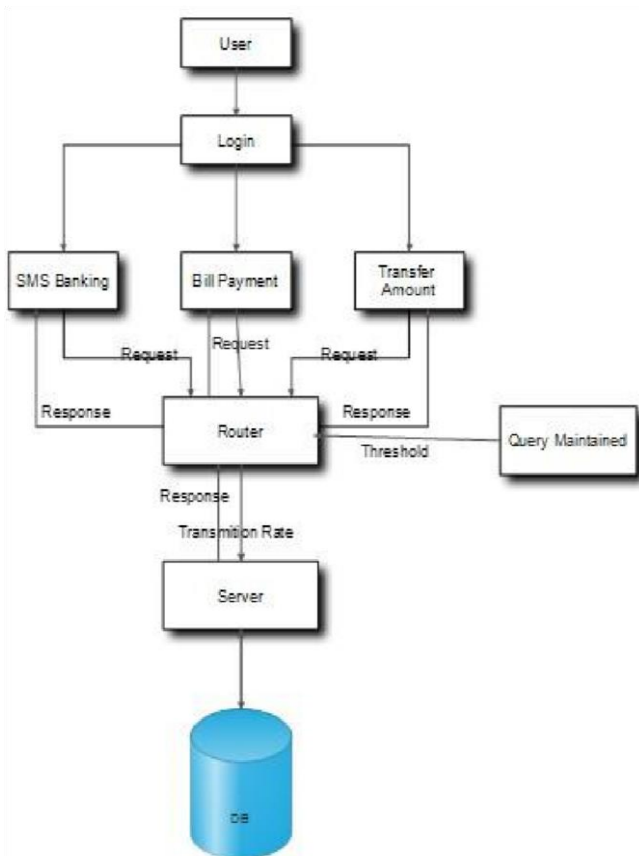 User
Login
SMS Banking
Bill Payment
Transfer
Amount
Request
Request
Request
Response
Response
Router
Threshold
Query Maintained
Response
Transmition Rate
Server
DB